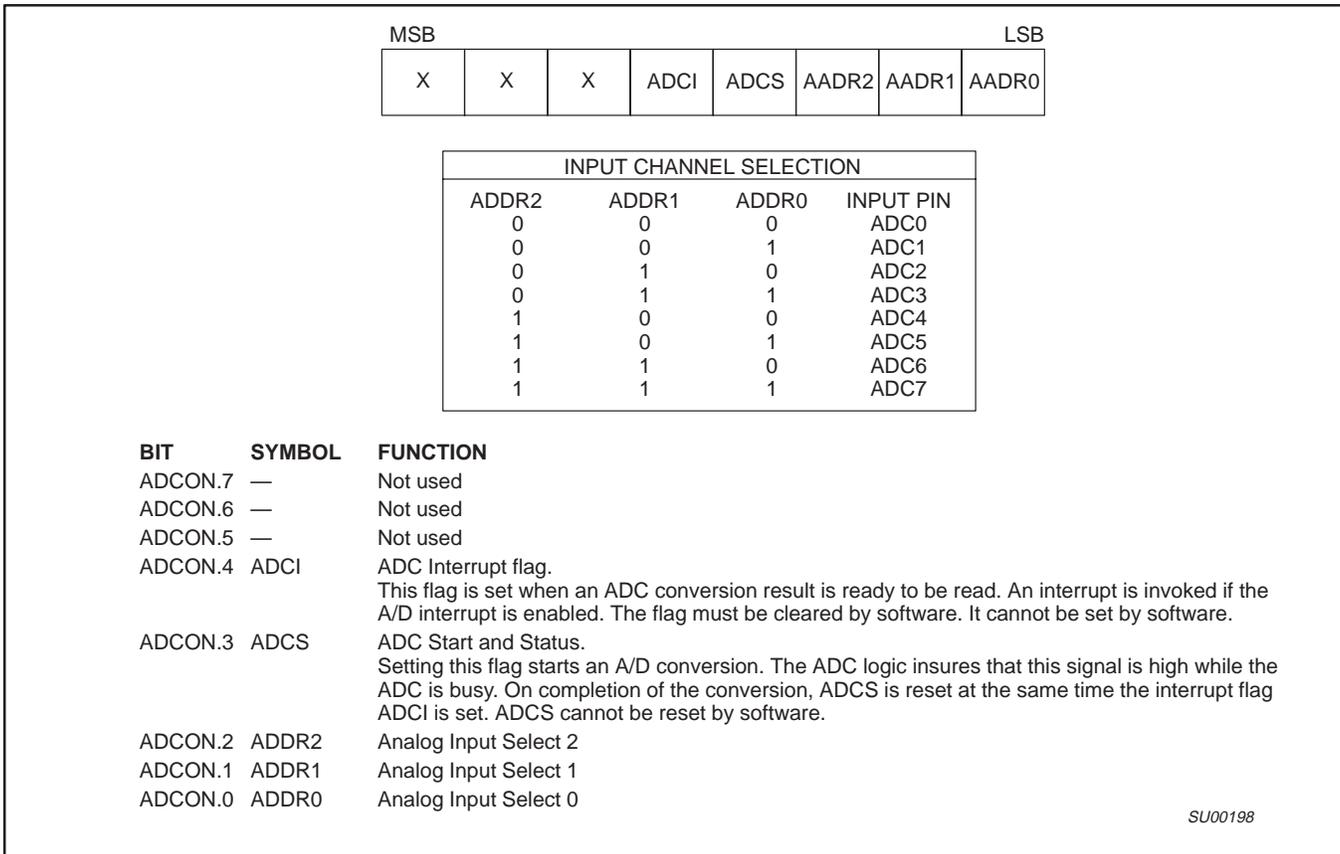 MSB LSB
X X X ADCI ADCS AADR2 AADR1 AADR0
INPUT CHANNEL SELECTION
ADDR2 ADDR1 ADDR0 INPUT PIN
0 0 0 ADC0
0 0 1 ADC1
0 1 0 ADC2
0 1 1 ADC3
1 0 0 ADC4
1 0 1 ADC5
1 1 0 ADC6
1 1 1 ADC7
BIT SYMBOL FUNCTION
ADCON.7 — Not used
ADCON.6 — Not used
ADCON.5 — Not used
ADCON.4 ADCI ADC Interrupt flag.
This flag is set when an ADC conversion result is ready to be read. An interrupt is invoked if the
A/D interrupt is enabled. The flag must be cleared by software. It cannot be set by software.
ADCON.3 ADCS ADC Start and Status.
Setting this flag starts an A/D conversion. The ADC logic insures that this signal is high while the
ADC is busy. On completion of the conversion, ADCS is reset at the same time the interrupt flag
ADCI is set. ADCS cannot be reset by software.
ADCON.2 ADDR2 Analog Input Select 2
ADCON.1 ADDR1 Analog Input Select 1
ADCON.0 ADDR0 Analog Input Select 0
SU00198